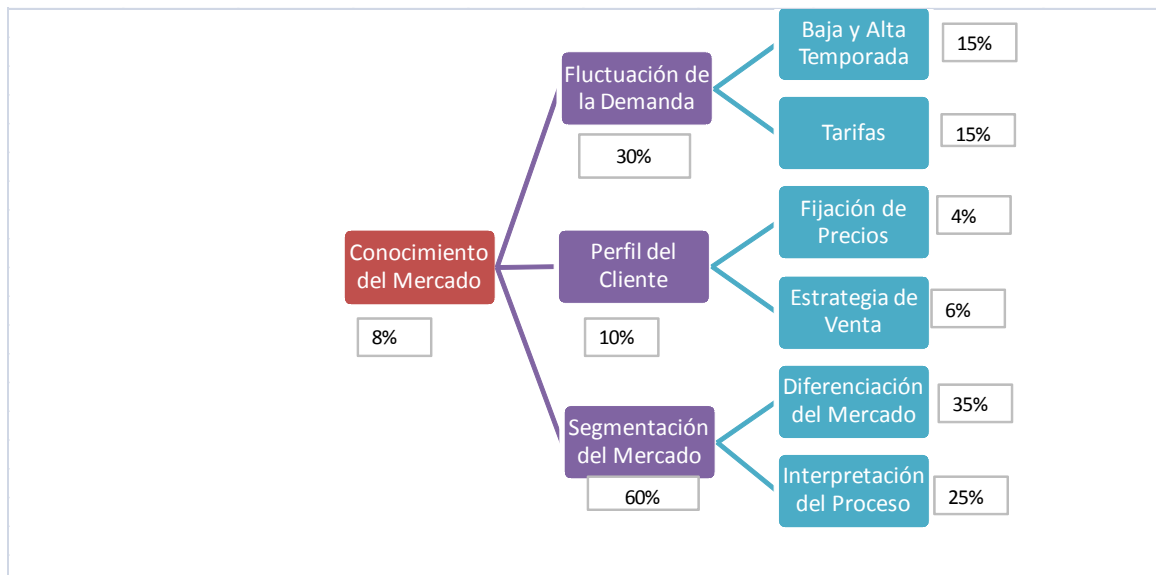 Baja y Alta
Temporada
15%
Fluctuación de
la Demanda
30%
Tarifas
15%
Fijación de
Precios
4%
Conocimiento
del Mercado
8%
Perfil del
Cliente
10%
Estrategia de
Venta
6%
Diferenciación
del Mercado
35%
Segmentación
del Mercado
60%
Interpretación
del Proceso
25%